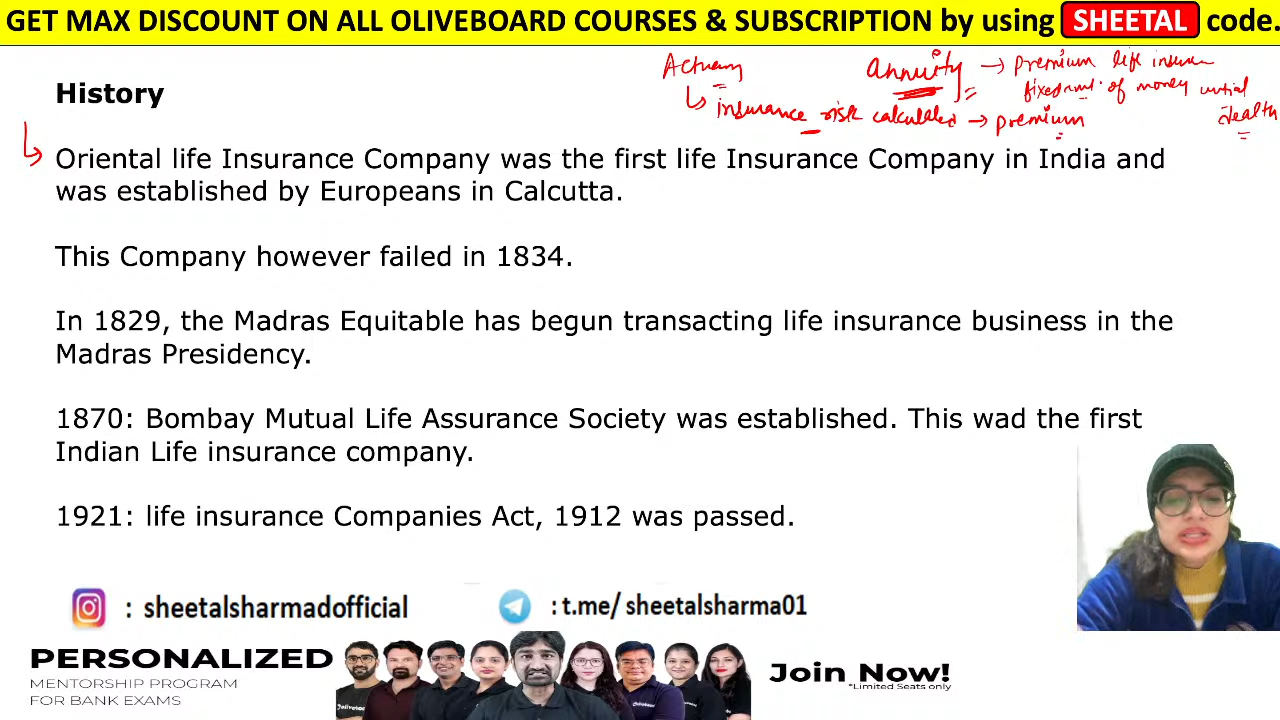 GET MAX DISCOUNT ON ALL OLIVEBOARD COURSES & SUBSCRIPTION by using SHEETAL code.
Actuary
insurance risk calculated → premium
annuity → premium life insure
fixed amt. of money until
death
History
Oriental life Insurance Company was the first life Insurance Company in India and
was established by Europeans in Calcutta.
This Company however failed in 1834.
In 1829, the Madras Equitable has begun transacting life insurance business in the
Madras Presidency.
1870: Bombay Mutual Life Assurance Society was established. This wad the first
Indian Life insurance company.
1921: life insurance Companies Act, 1912 was passed.
: sheetalsharmadofficial
: t.me/ sheetalsharma01
PERSONALIZED
MENTORSHIP PROGRAM
FOR BANK EXAMS
Join Now!
*Limited Seats only